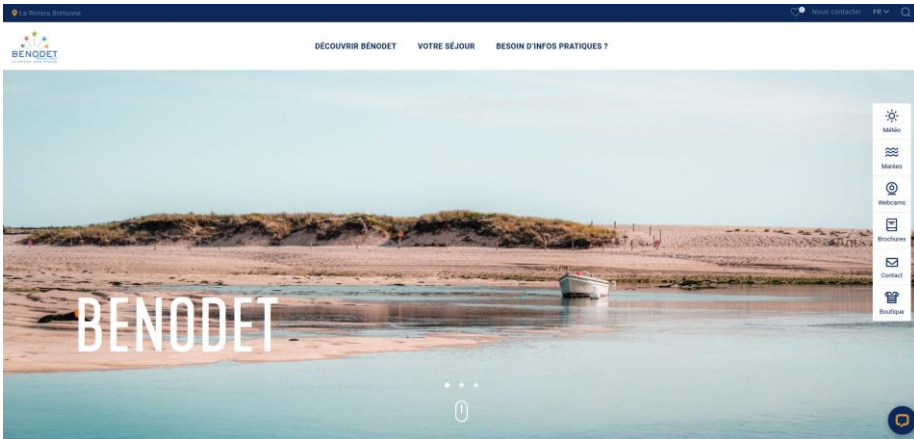 La Riviera Bretonne
0 Nous contacter FR
BENODET
DÉCOUVRIR BÉNODET VOTRE SÉJOUR BESOIN D'INFOS PRATIQUES ?
Météo
Marées
Webcams
Brochures
Contact
Boutique
BENODET